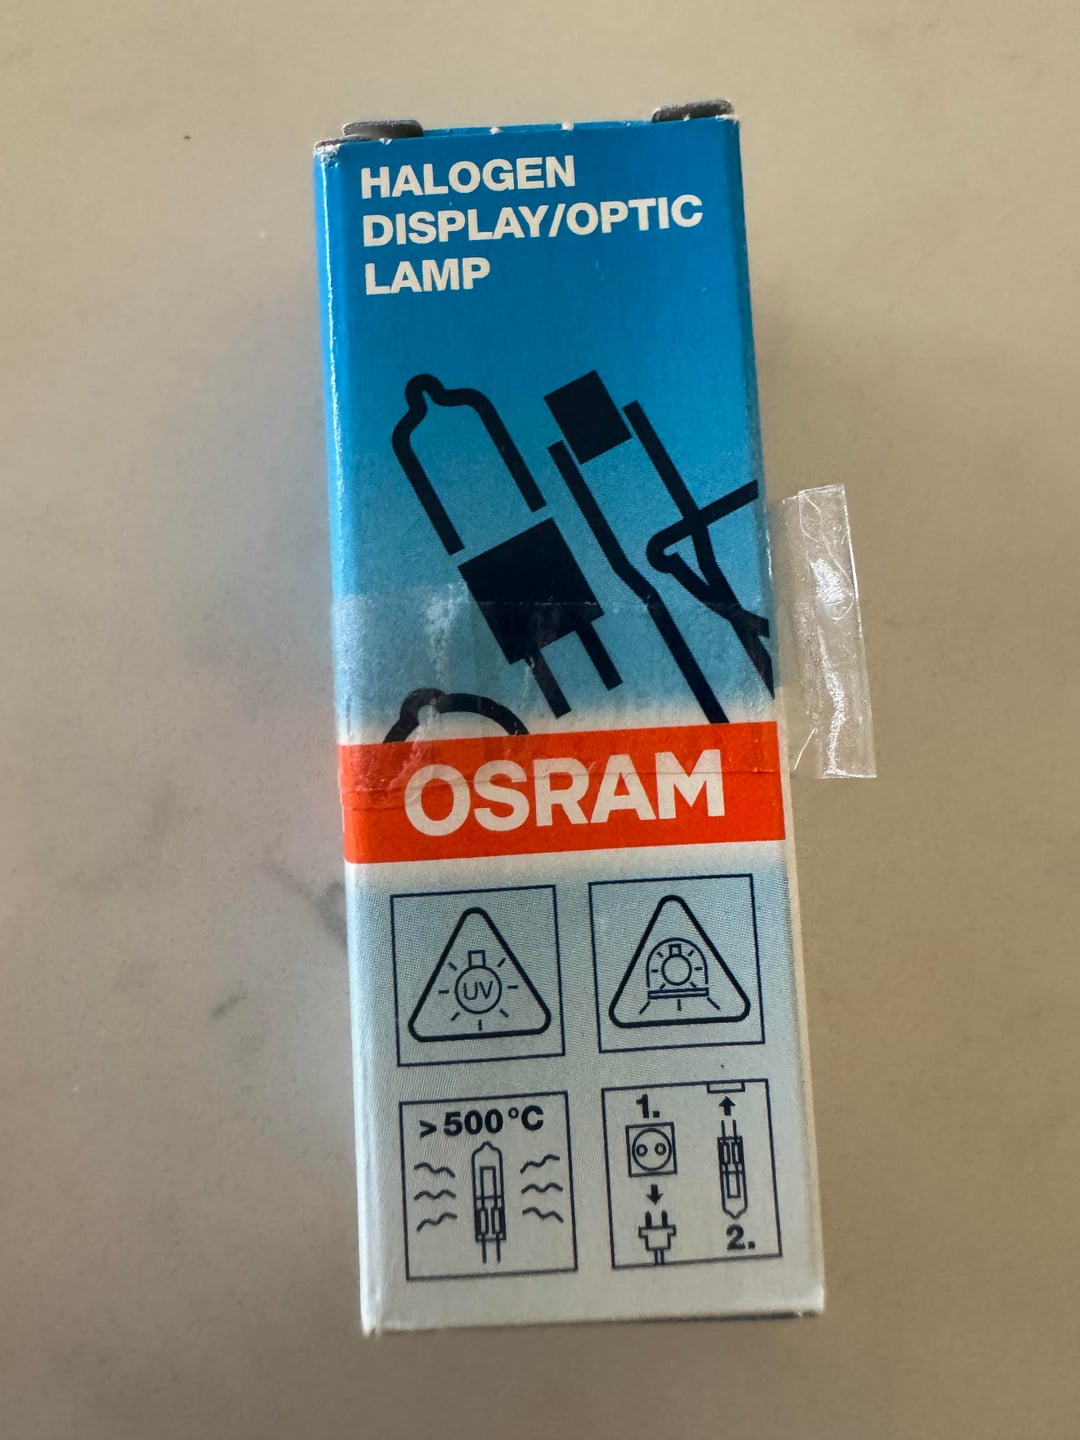 HALOGEN
DISPLAY/OPTIC
LAMP
OSRAM
UV
>500°C
1.
2.